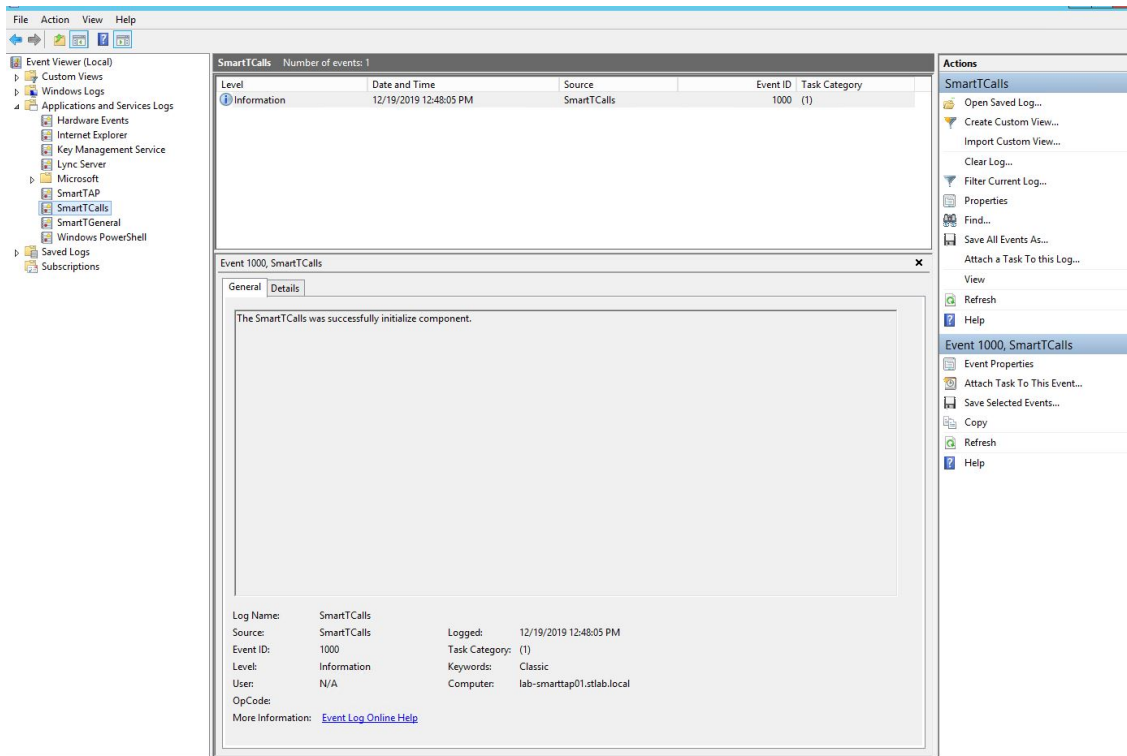 File Action View Help
Event Viewer (Local)
Custom Views
Windows Logs
Applications and Services Logs
Hardware Events
Internet Explorer
Key Management Service
Lync Server
Microsoft
SmartTAP
SmartTCalls
SmartTGeneral
Windows PowerShell
Saved Logs
Subscriptions
SmartTCalls Number of events: 1
Level Date and Time Source Event ID Task Category
Information 12/19/2019 12:48:05 PM SmartTCalls 1000 (1)
Event 1000, SmartTCalls
General Details
The SmartTCalls was successfully initialize component.
Log Name: SmartTCalls
Source: SmartTCalls Logged: 12/19/2019 12:48:05 PM
Event ID: 1000 Task Category: (1)
Level: Information Keywords: Classic
User: N/A Computer: lab-smarttap01.stlab.local
OpCode:
More Information: Event Log Online Help
Actions
SmartTCalls
Open Saved Log...
Create Custom View...
Import Custom View...
Clear Log...
Filter Current Log...
Properties
Find...
Save All Events As...
Attach a Task To this Log...
View
Refresh
Help
Event 1000, SmartTCalls
Event Properties
Attach Task To This Event...
Save Selected Events...
Copy
Refresh
Help